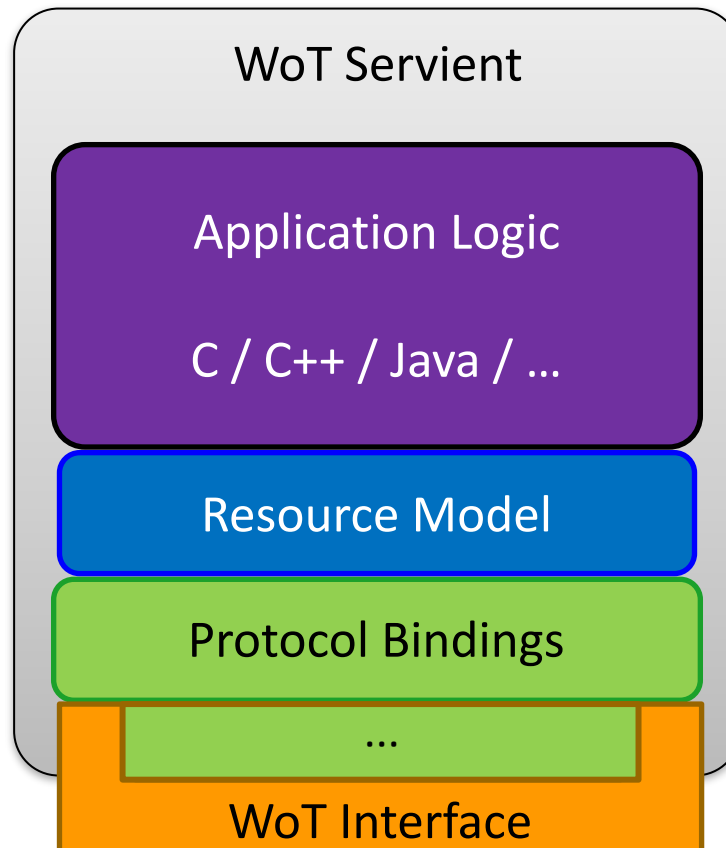 WoT Servient
Application Logic
C / C++ / Java / …
Resource Model
Protocol Bindings
…
WoT Interface